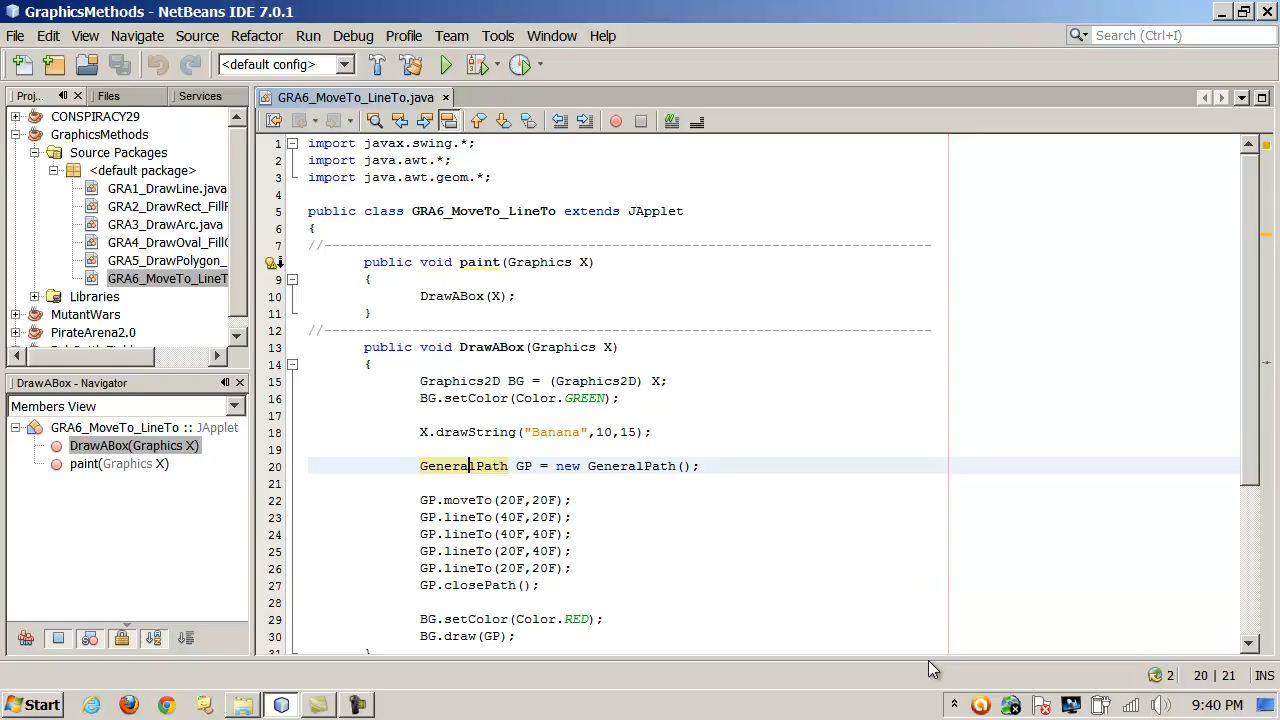 GraphicsMethods - NetBeans IDE 7.0.1
File Edit View Navigate Source Refactor Run Debug Profile Team Tools Window Help
Search (Ctrl+I)
<default config>
Proj... Files Services
CONSPIRACY29
GraphicsMethods
Source Packages
<default package>
GRA1_DrawLine.java
GRA2_DrawRect_Fill
GRA3_DrawArc.java
GRA4_DrawOval_Fill
GRA5_DrawPolygon_
GRA6_MoveTo_LineT
Libraries
MutantWars
PirateArena2.0
DrawABox - Navigator
Members View
GRA6_MoveTo_LineTo :: JApplet
DrawABox(Graphics X)
paint(Graphics X)
GRA6_MoveTo_LineTo.java
1 import javax.swing.*;
2 import java.awt.*;
3 import java.awt.geom.*;
4
5 public class GRA6_MoveTo_LineTo extends JApplet
6 {
7 //----------------------------------------------------------------------------
public void paint(Graphics X)
9 {
10 DrawABox(X);
11 }
12 //----------------------------------------------------------------------------
13 public void DrawABox(Graphics X)
14 {
15 Graphics2D BG = (Graphics2D) X;
16 BG.setColor(Color.GREEN);
17
18 X.drawString("Banana",10,15);
19
20 GeneralPath GP = new GeneralPath();
21
22 GP.moveTo(20F,20F);
23 GP.lineTo(40F,20F);
24 GP.lineTo(40F,40F);
25 GP.lineTo(20F,40F);
26 GP.lineTo(20F,20F);
27 GP.closePath();
28
29 BG.setColor(Color.RED);
30 BG.draw(GP);
31 }
2 20 | 21 INS
Start 9:40 PM